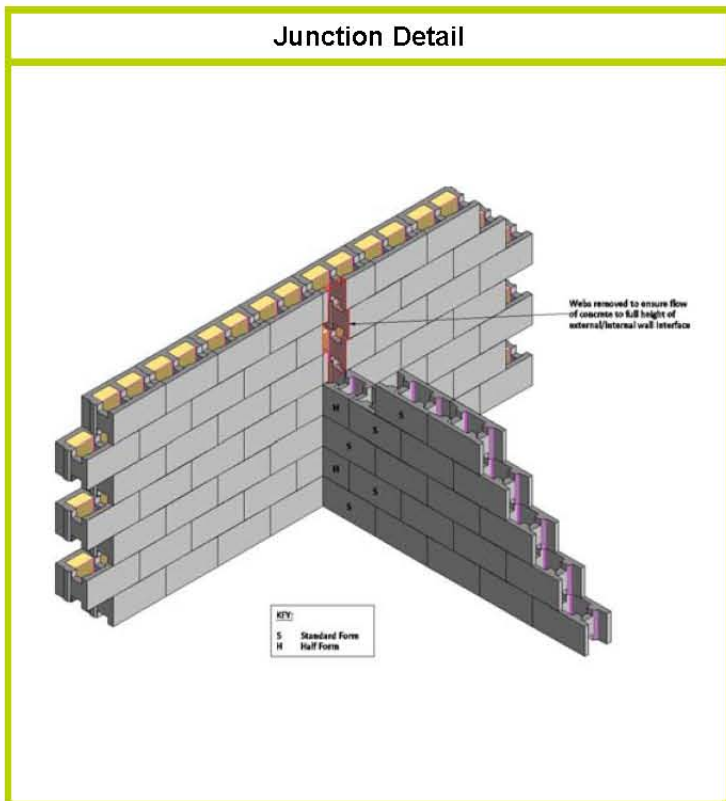 Junction Detail
Webs removed to ensure flow
of concrete to full height of
external/internal wall interface
H
S
S
S
H
S
S
KEY:
S Standard Form
H Half Form